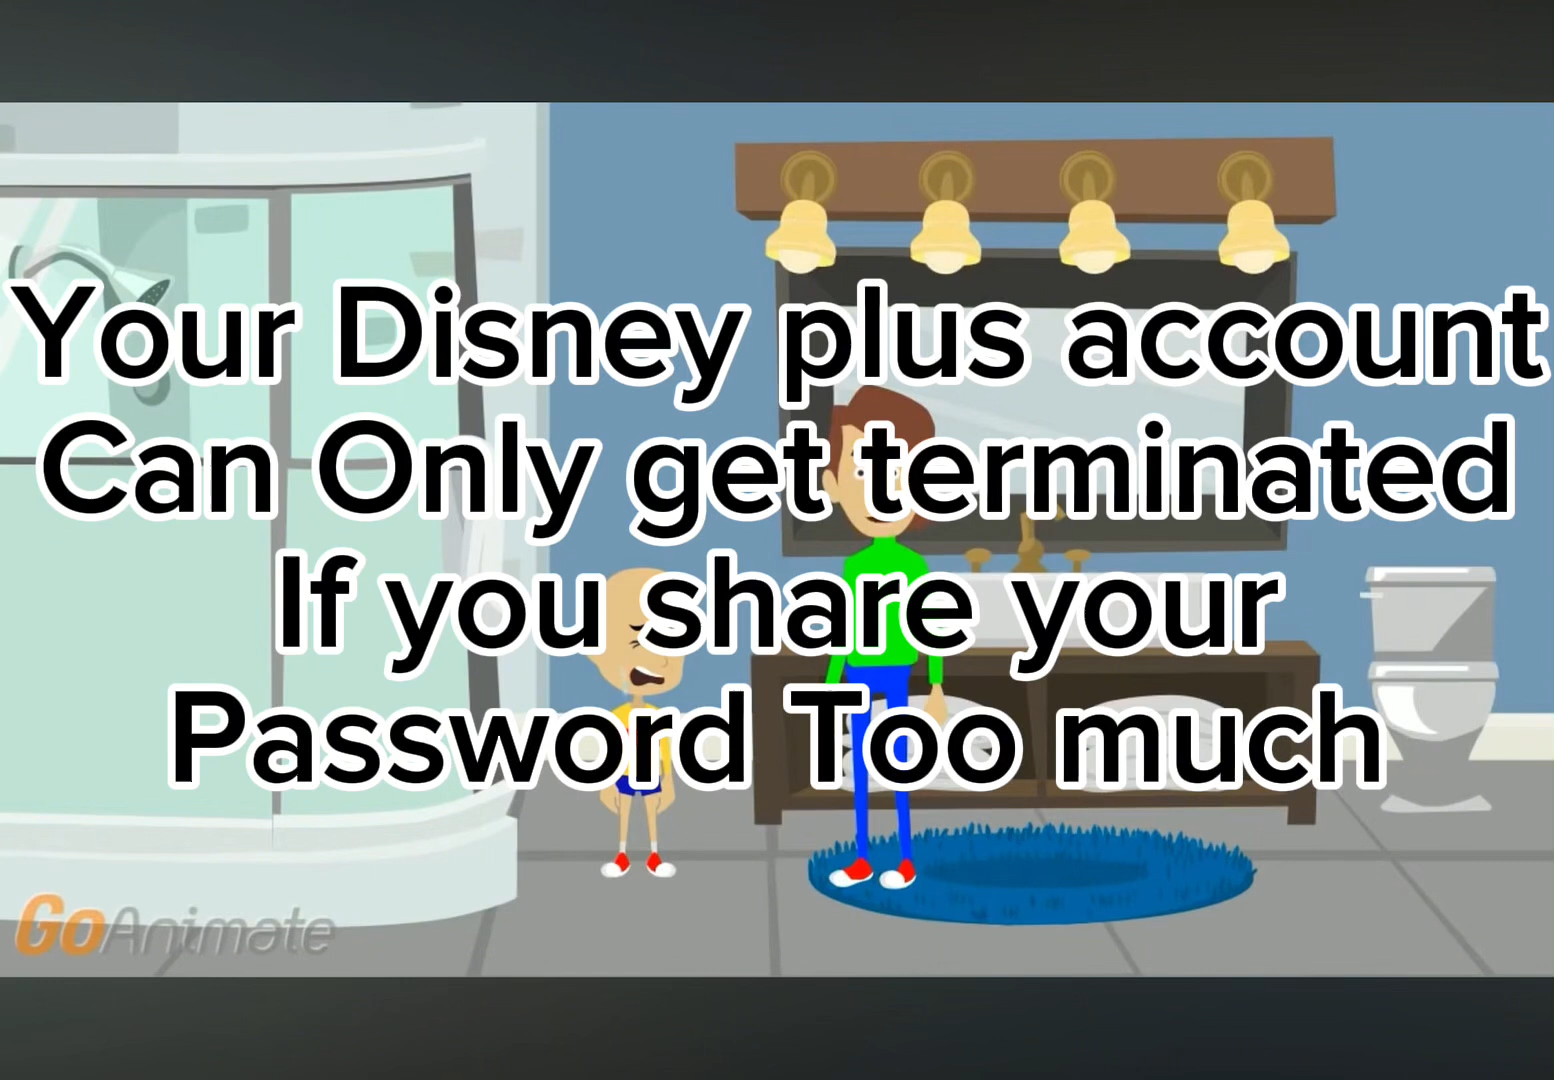 Your Disney plus account
Can Only get terminated
If you share your
Password Too much
GoAnimate